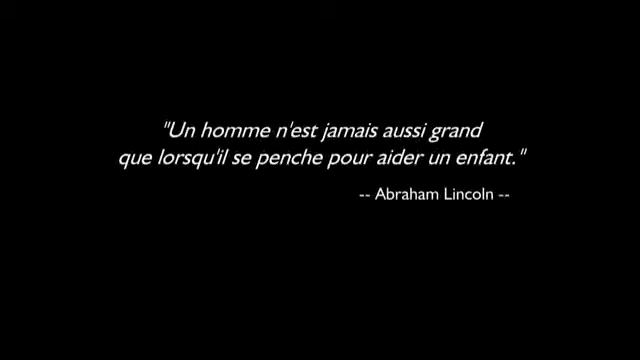 "Un homme n'est jamais aussi grand
que lorsqu'il se penche pour aider un enfant."
-- Abraham Lincoln --